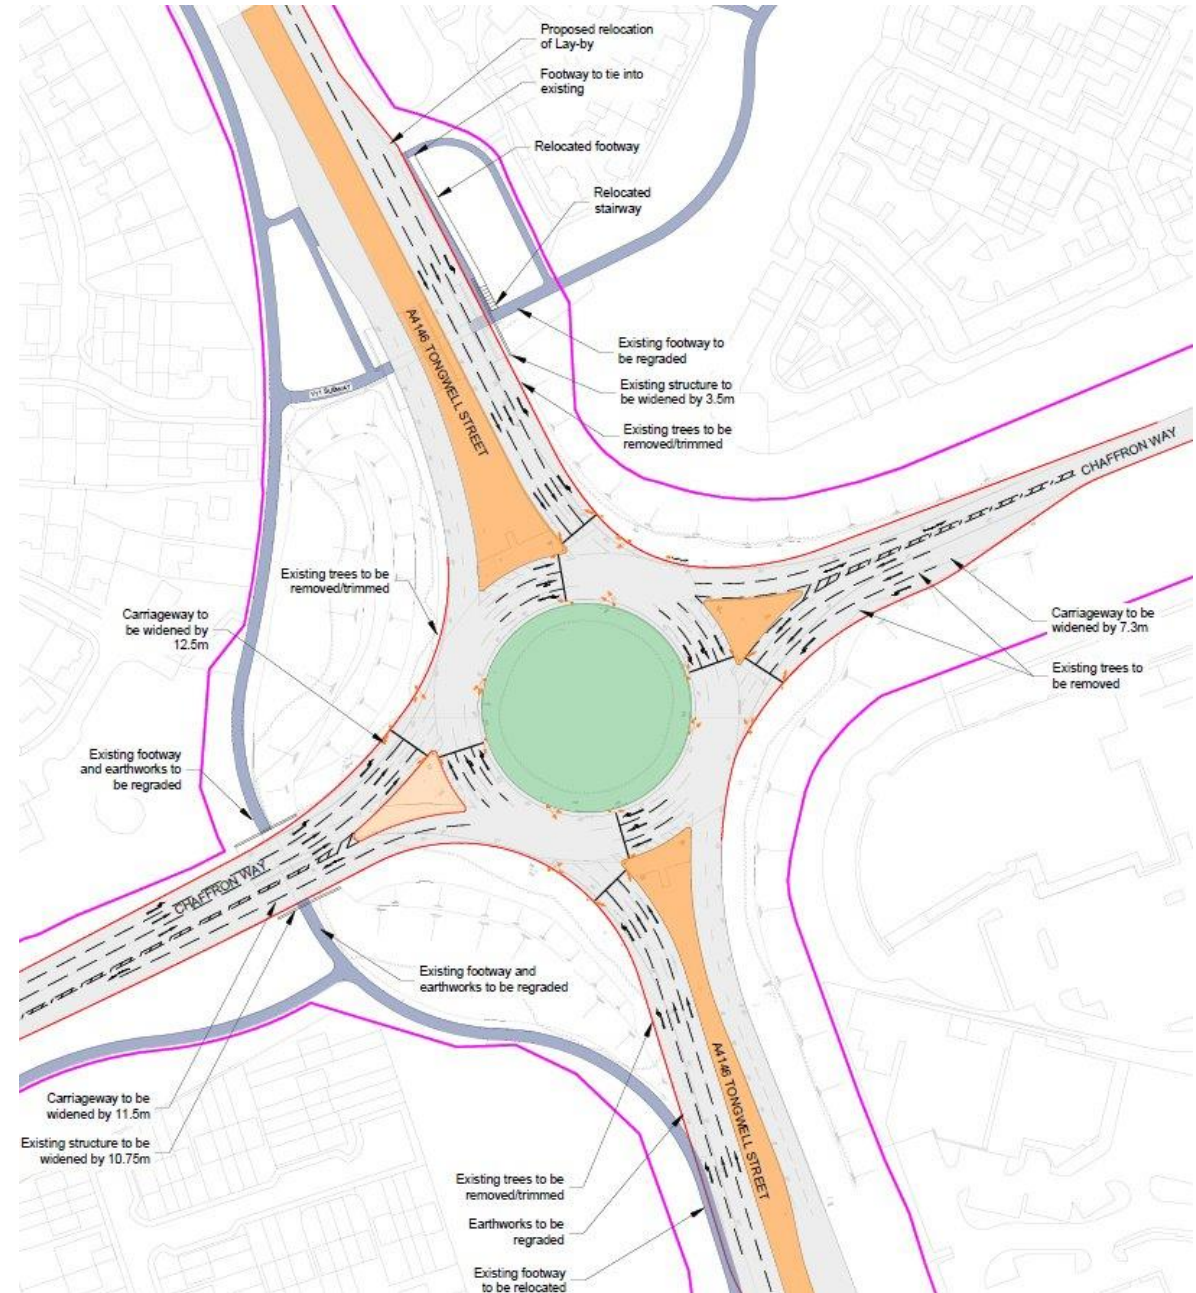 Proposed relocation
of Lay-by
Footway to tie into
existing
Relocated footway
Relocated
stairway
A4146 TONGWELL STREET
Existing footway to
be regraded
Existing structure to
be widened by 3.5m
Existing trees to be
removed/trimmed
Y11 SUBWAY
CHAFFRON WAY
Existing trees to be
removed/trimmed
Carriageway to
be widened by
12.5m
Carriageway to be
widened by 7.3m
Existing trees to
be removed
Existing footway
and earthworks to
be regraded
CHAFFRON WAY
Existing footway and
earthworks to be regraded
A4146 TONGWELL STREET
Carriageway to be
widened by 11.5m
Existing structure to be
widened by 10.75m
Existing trees to be
removed/trimmed
Earthworks to be
regraded
Existing footway
to be relocated